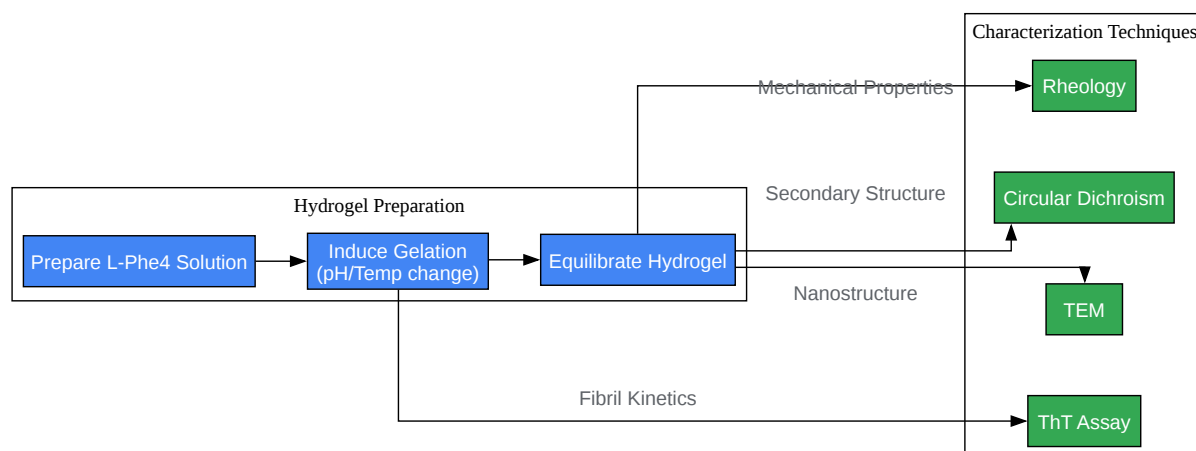 Characterization Techniques
Mechanical Properties
Rheology
Secondary Structure
Circular Dichroism
Hydrogel Preparation
Prepare L-Phe4 Solution
Induce Gelation
(pH/Temp change)
Equilibrate Hydrogel
Nanostructure
TEM
Fibril Kinetics
ThT Assay